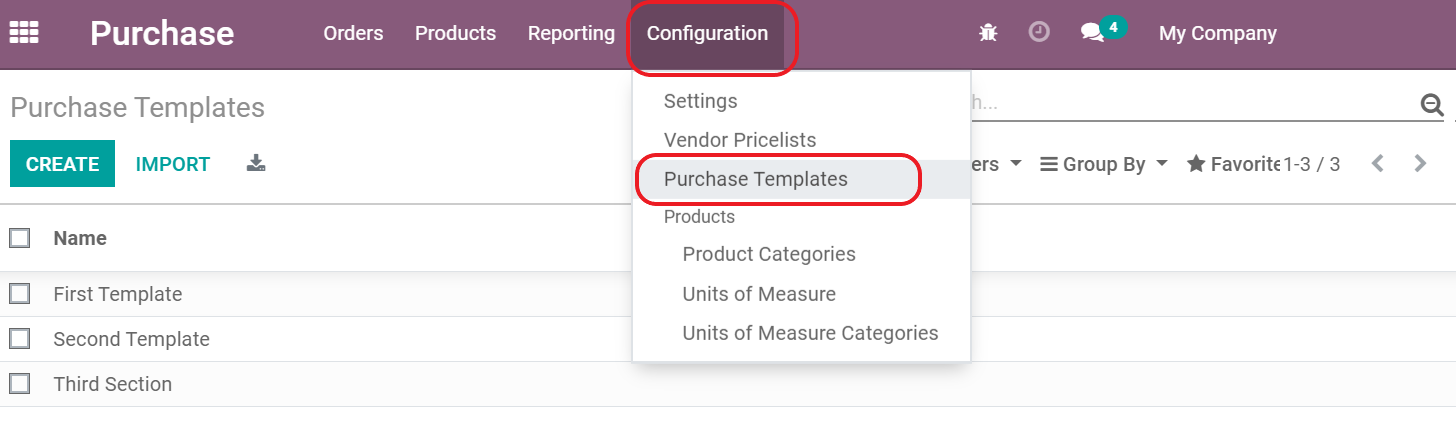 Purchase Orders Products Reporting Configuration 4 My Company
Purchase Templates
CREATE IMPORT
Settings
Vendor Pricelists
Purchase Templates
Products
Product Categories
Units of Measure
Units of Measure Categories
h...
ers Group By Favorite 1-3 / 3
Name
First Template
Second Template
Third Section